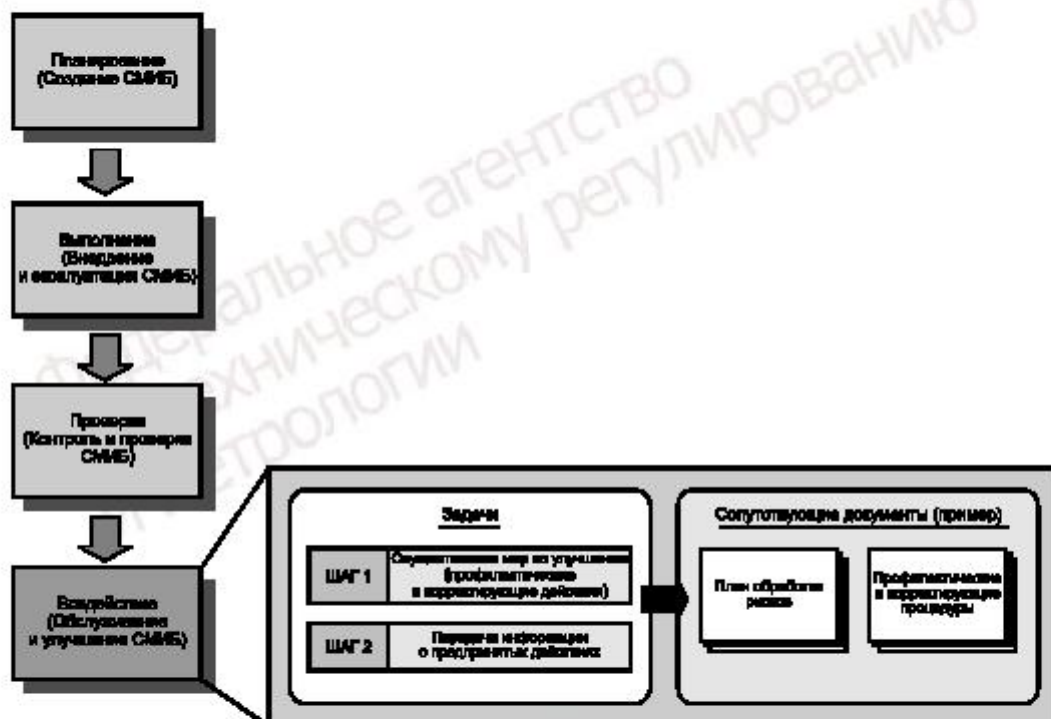 Планирование
(Создание СМИБ)
Выполнение
(Внедрение
и эксплуатация СМИБ)
Проверка
(Контроль и проверка
СМИБ)
Воздействие
(Обслуживание
и улучшение СМИБ)
Задачи
ШАГ 1
Осуществление мер по улучшению
(профилактические
и корректирующие действия)
ШАГ 2
Передача информации
о предпринятых действиях
Сопутствующие документы (пример)
План обработки
рисков
Профилактические
и корректирующие
процедуры
Федеральное агентство
техническому регулированию
метрологии